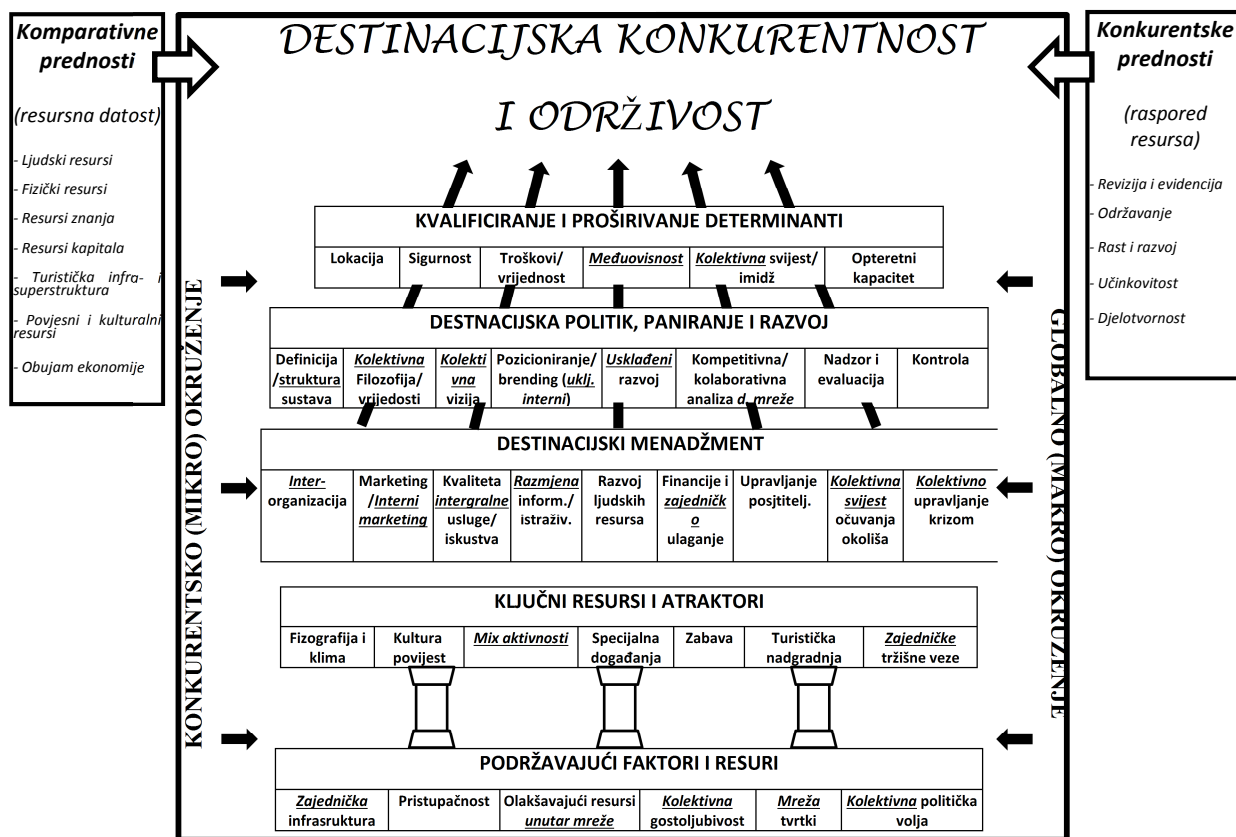 Komparativne
prednosti
(resursna datost)
- Ljudski resursi
- Fizički resursi
- Resursi znanja
- Resursi kapitala
- Turistička infra- i
superstruktura
- Povjesni i kulturalni
resursi
- Obujam ekonomije
KONKURENTSKO (MIKRO) OKRUŽENJE
DESTINACIJSKA KONKURENTNOST
I ODRŽIVOST
KVALIFICIRANJE I PROŠIRIVANJE DETERMINANTI
Lokacija
Sigurnost
Troškovi/
vrijednost
Međuovisnost
Kolektivna svijest/
imidž
Opteretni
kapacitet
DESTNACIJSKA POLITIK, PANIRANJE I RAZVOJ
Definicija
/struktura
sustava
Kolektivna
Filozofija/
vrijedosti
Kolekti
vna
vizija
Pozicioniranje/
brending (uklj.
interni)
Usklađeni
razvoj
Kompetitivna/
kolaborativna
analiza d. mreže
Nadzor i
evaluacija
Kontrola
DESTINACIJSKI MENADŽMENT
Inter-
organizacija
Marketing
/Interni
marketing
Kvaliteta
intergralne
usluge/
iskustva
Razmjena
inform./
istraživ.
Razvoj
ljudskih
resursa
Financije i
zajedničk
o
ulaganje
Upravljanje
posjtitelj.
Kolektivna
svijest
očuvanja
okoliša
Kolektivno
upravljanje
krizom
KLJUČNI RESURSI I ATRAKTORI
Fizografija i
klima
Kultura
povijest
Mix aktivnosti
Specijalna
događanja
Zabava
Turistička
nadgradnja
Zajedničke
tržišne veze
PODRŽAVAJUĆI FAKTORI I RESURI
Zajednička
infrasruktura
Pristupačnost
Olakšavajući resursi
unutar mreže
Kolektivna
gostoljubivost
Mreža
tvrtki
Kolektivna politička
volja
GLOBALNO (MAKRO) OKRUŽENJE
Konkurentske
prednosti
(raspored
resursa)
- Revizija i evidencija
- Održavanje
- Rast i razvoj
- Učinkovitost
- Djelotvornost